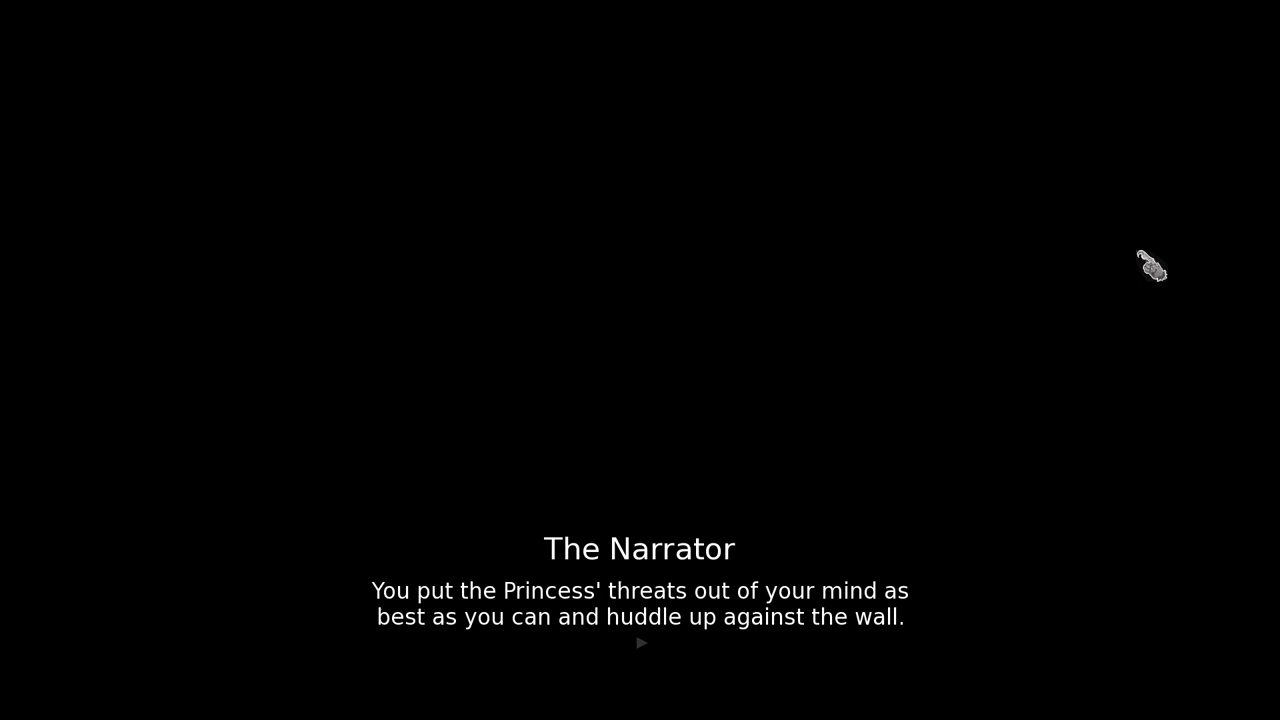 The Narrator
You put the Princess' threats out of your mind as
best as you can and huddle up against the wall.